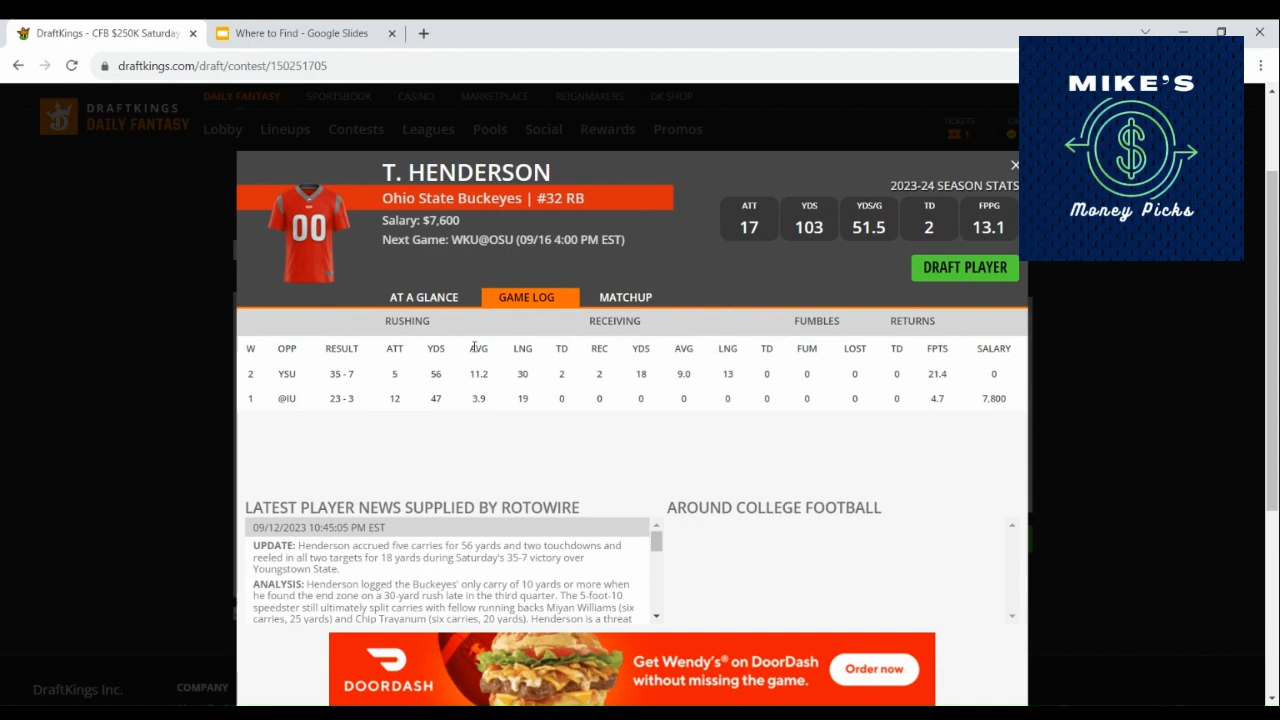 DraftKings - CFB $250K Saturday
Where to Find - Google Slides
draftkings.com/draft/contest/150251705
MIKE'S
Money Picks
DRAFTKINGS
DAILY FANTASY
DAILY FANTASY SPORTSBOOK CASINO MARKETPLACE REIGNMAKERS DK SHOP
Lobby Lineups Contests Leagues Pools Social Rewards Promos
TICKETS
1
T. HENDERSON
Ohio State Buckeyes | #32 RB
Salary: $7,600
Next Game: WKU@OSU (09/16 4:00 PM EST)
00
2023-24 SEASON STATS
ATT YDS YDS/G TD FPPG
17 103 51.5 2 13.1
DRAFT PLAYER
AT A GLANCE GAME LOG MATCHUP
RUSHING RECEIVING FUMBLES RETURNS
W OPP RESULT ATT YDS AVG LNG TD REC YDS AVG LNG TD FUM LOST TD FPTS SALARY
2 YSU 35 - 7 5 56 11.2 30 2 2 18 9.0 13 0 0 0 0 21.4 0
1 @IU 23 - 3 12 47 3.9 19 0 0 0 0 0 0 0 0 0 4.7 7,800
LATEST PLAYER NEWS SUPPLIED BY ROTOWIRE
AROUND COLLEGE FOOTBALL
09/12/2023 10:45:05 PM EST
UPDATE: Henderson accrued five carries for 56 yards and two touchdowns and
reeled in all two targets for 18 yards during Saturday's 35-7 victory over
Youngstown State.
ANALYSIS: Henderson logged the Buckeyes' only carry of 10 yards or more when
he found the end zone on a 30-yard rush late in the third quarter. The 5-foot-10
speedster still ultimately split carries with fellow running backs Miyan Williams (six
carries, 25 yards) and Chip Trayanum (six carries, 20 yards). Henderson is a threat
DOORDASH
Get Wendy's® on DoorDash
without missing the game.
Order now
DraftKings Inc.
COMPANY